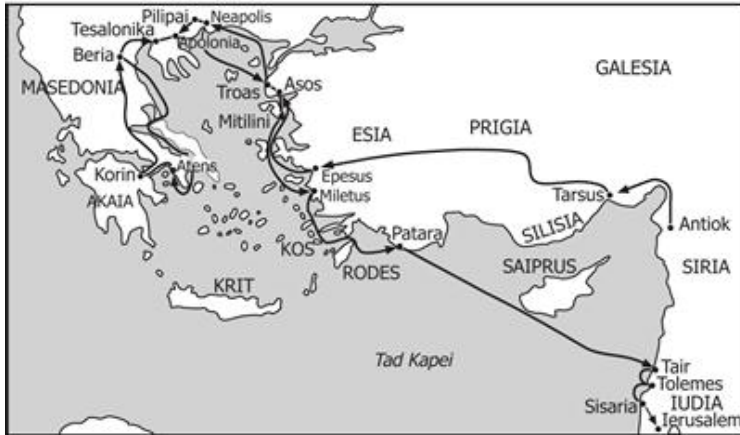 Pilipai
Neapolis
Tesalonika
Apolonia
Beria
MASEDONIA
Troas
Asos
Mitilini
GALESIA
ESIA
PRIGIA
Korin
Atens
AKAIA
Epesus
Miletus
Tarsus
Antiok
SILISIA
Patara
KOS
RODES
SAIPRUS
SIRIA
KRIT
Tad Kapei
Tair
Tolemes
Sisaria
IUDIA
Ierusalem